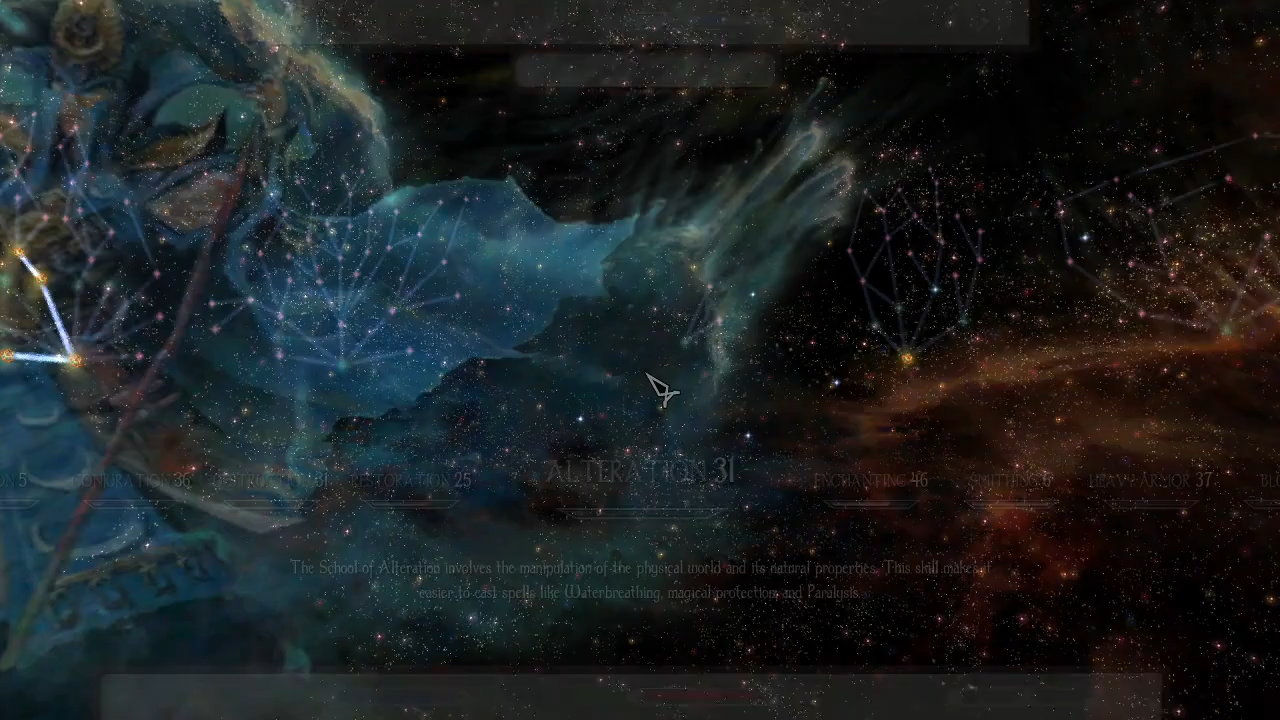 CONJURATION 36 DESTRUCTION 31 RESTORATION 25 ALTERATION 31 ENCHANTING 46 SMITHING 6 HEAVY ARMOR 37
The School of Alteration involves the manipulation of the physical world and its natural properties. This skill makes it
easier to cast spells like Waterbreathing, magical protection, and Paralysis.